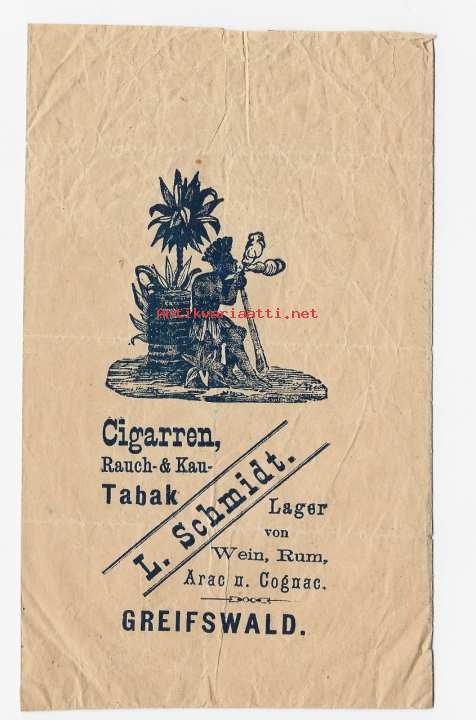 antikvariaatti.net
Cigarren,
Rauch- & Kau-
Tabak
L. Schmidt.
Lager
von
Wein, Rum,
Arac u. Cognac.
GREIFSWALD.